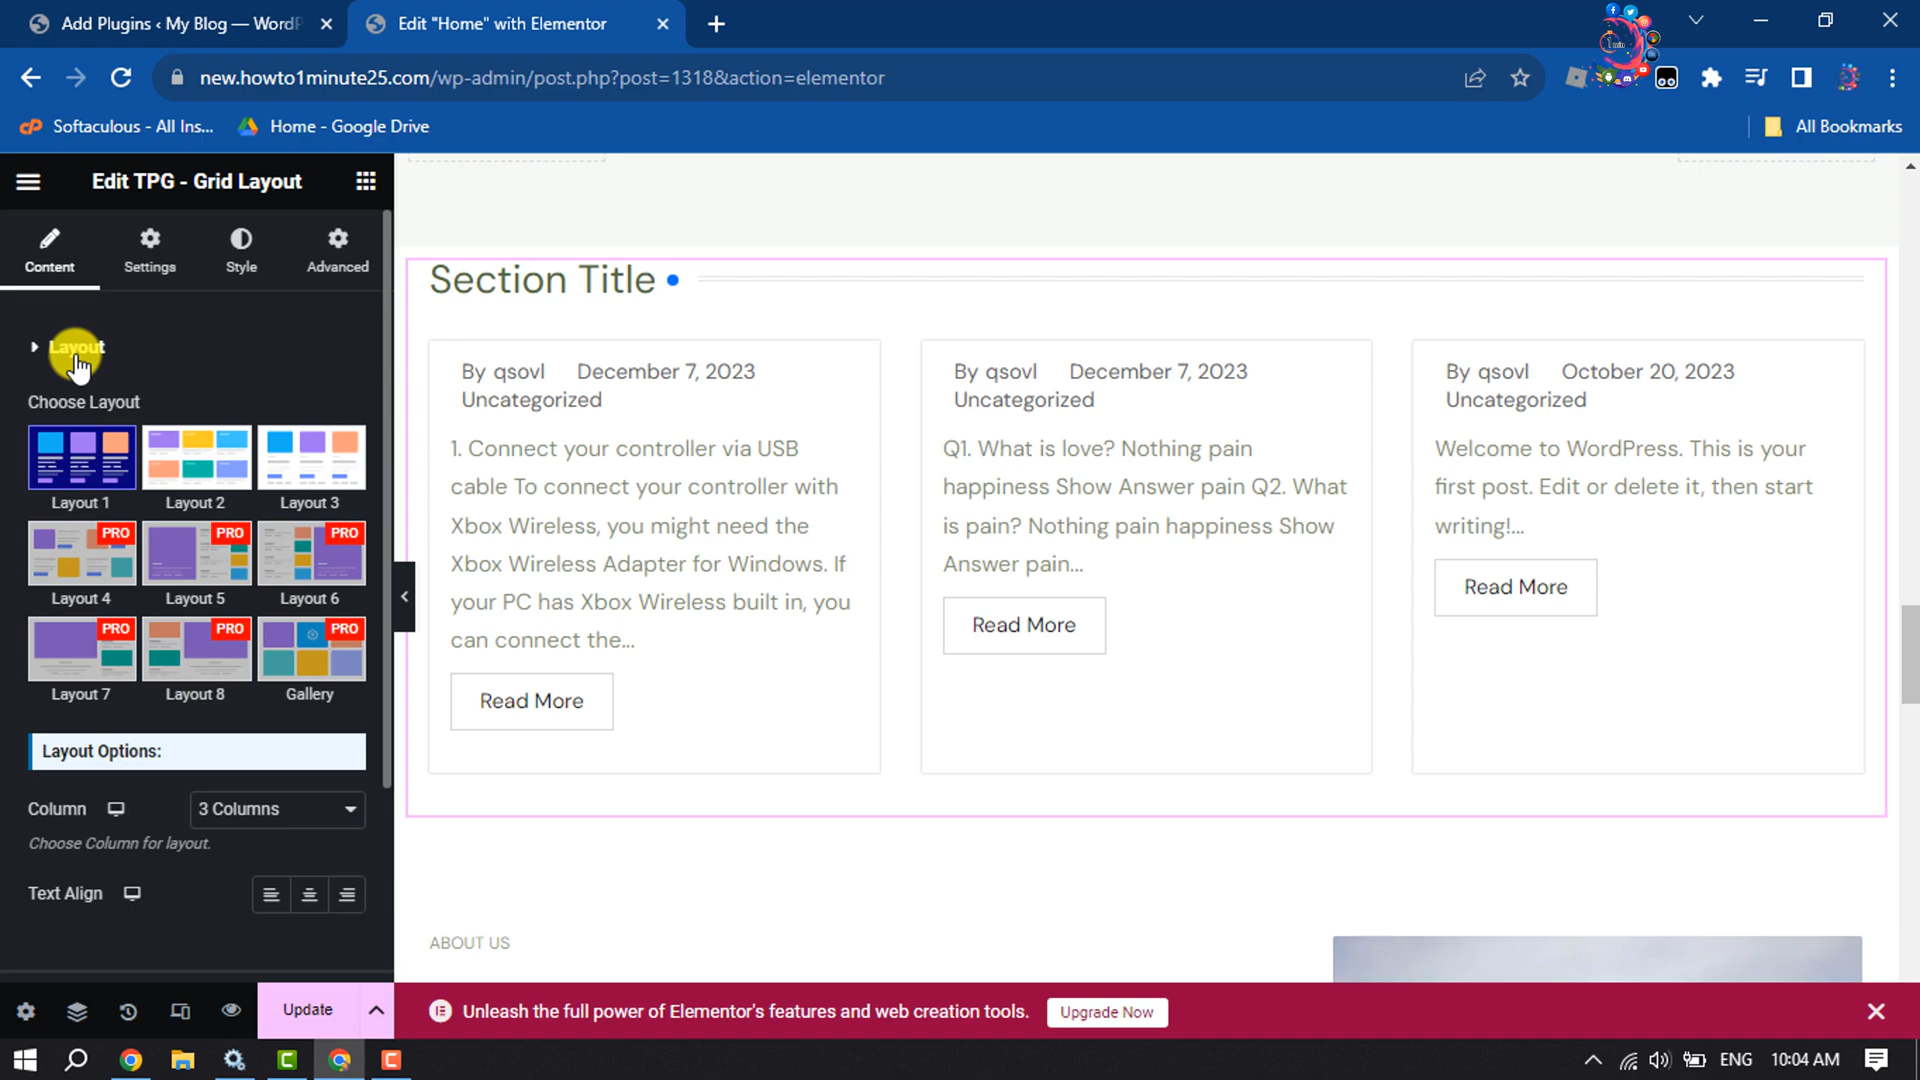 Add Plugins ‹ My Blog — WordP
Edit "Home" with Elementor
new.howto1minute25.com/wp-admin/post.php?post=1318&action=elementor
Softaculous - All Ins...
Home - Google Drive
All Bookmarks
Edit TPG - Grid Layout
Content
Settings
Style
Advanced
Layout
Choose Layout
Layout 1
Layout 2
Layout 3
PRO
PRO
PRO
Layout 4
Layout 5
Layout 6
PRO
PRO
PRO
Layout 7
Layout 8
Gallery
Layout Options:
Column
3 Columns
Choose Column for layout.
Text Align
Update
Section Title
By qsovl
December 7, 2023
Uncategorized
1. Connect your controller via USB
cable To connect your controller with
Xbox Wireless, you might need the
Xbox Wireless Adapter for Windows. If
your PC has Xbox Wireless built in, you
can connect the...
Read More
By qsovl
December 7, 2023
Uncategorized
Q1. What is love? Nothing pain
happiness Show Answer pain Q2. What
is pain? Nothing pain happiness Show
Answer pain...
Read More
By qsovl
October 20, 2023
Uncategorized
Welcome to WordPress. This is your
first post. Edit or delete it, then start
writing!...
Read More
ABOUT US
Unleash the full power of Elementor's features and web creation tools.
Upgrade Now
ENG
10:04 AM